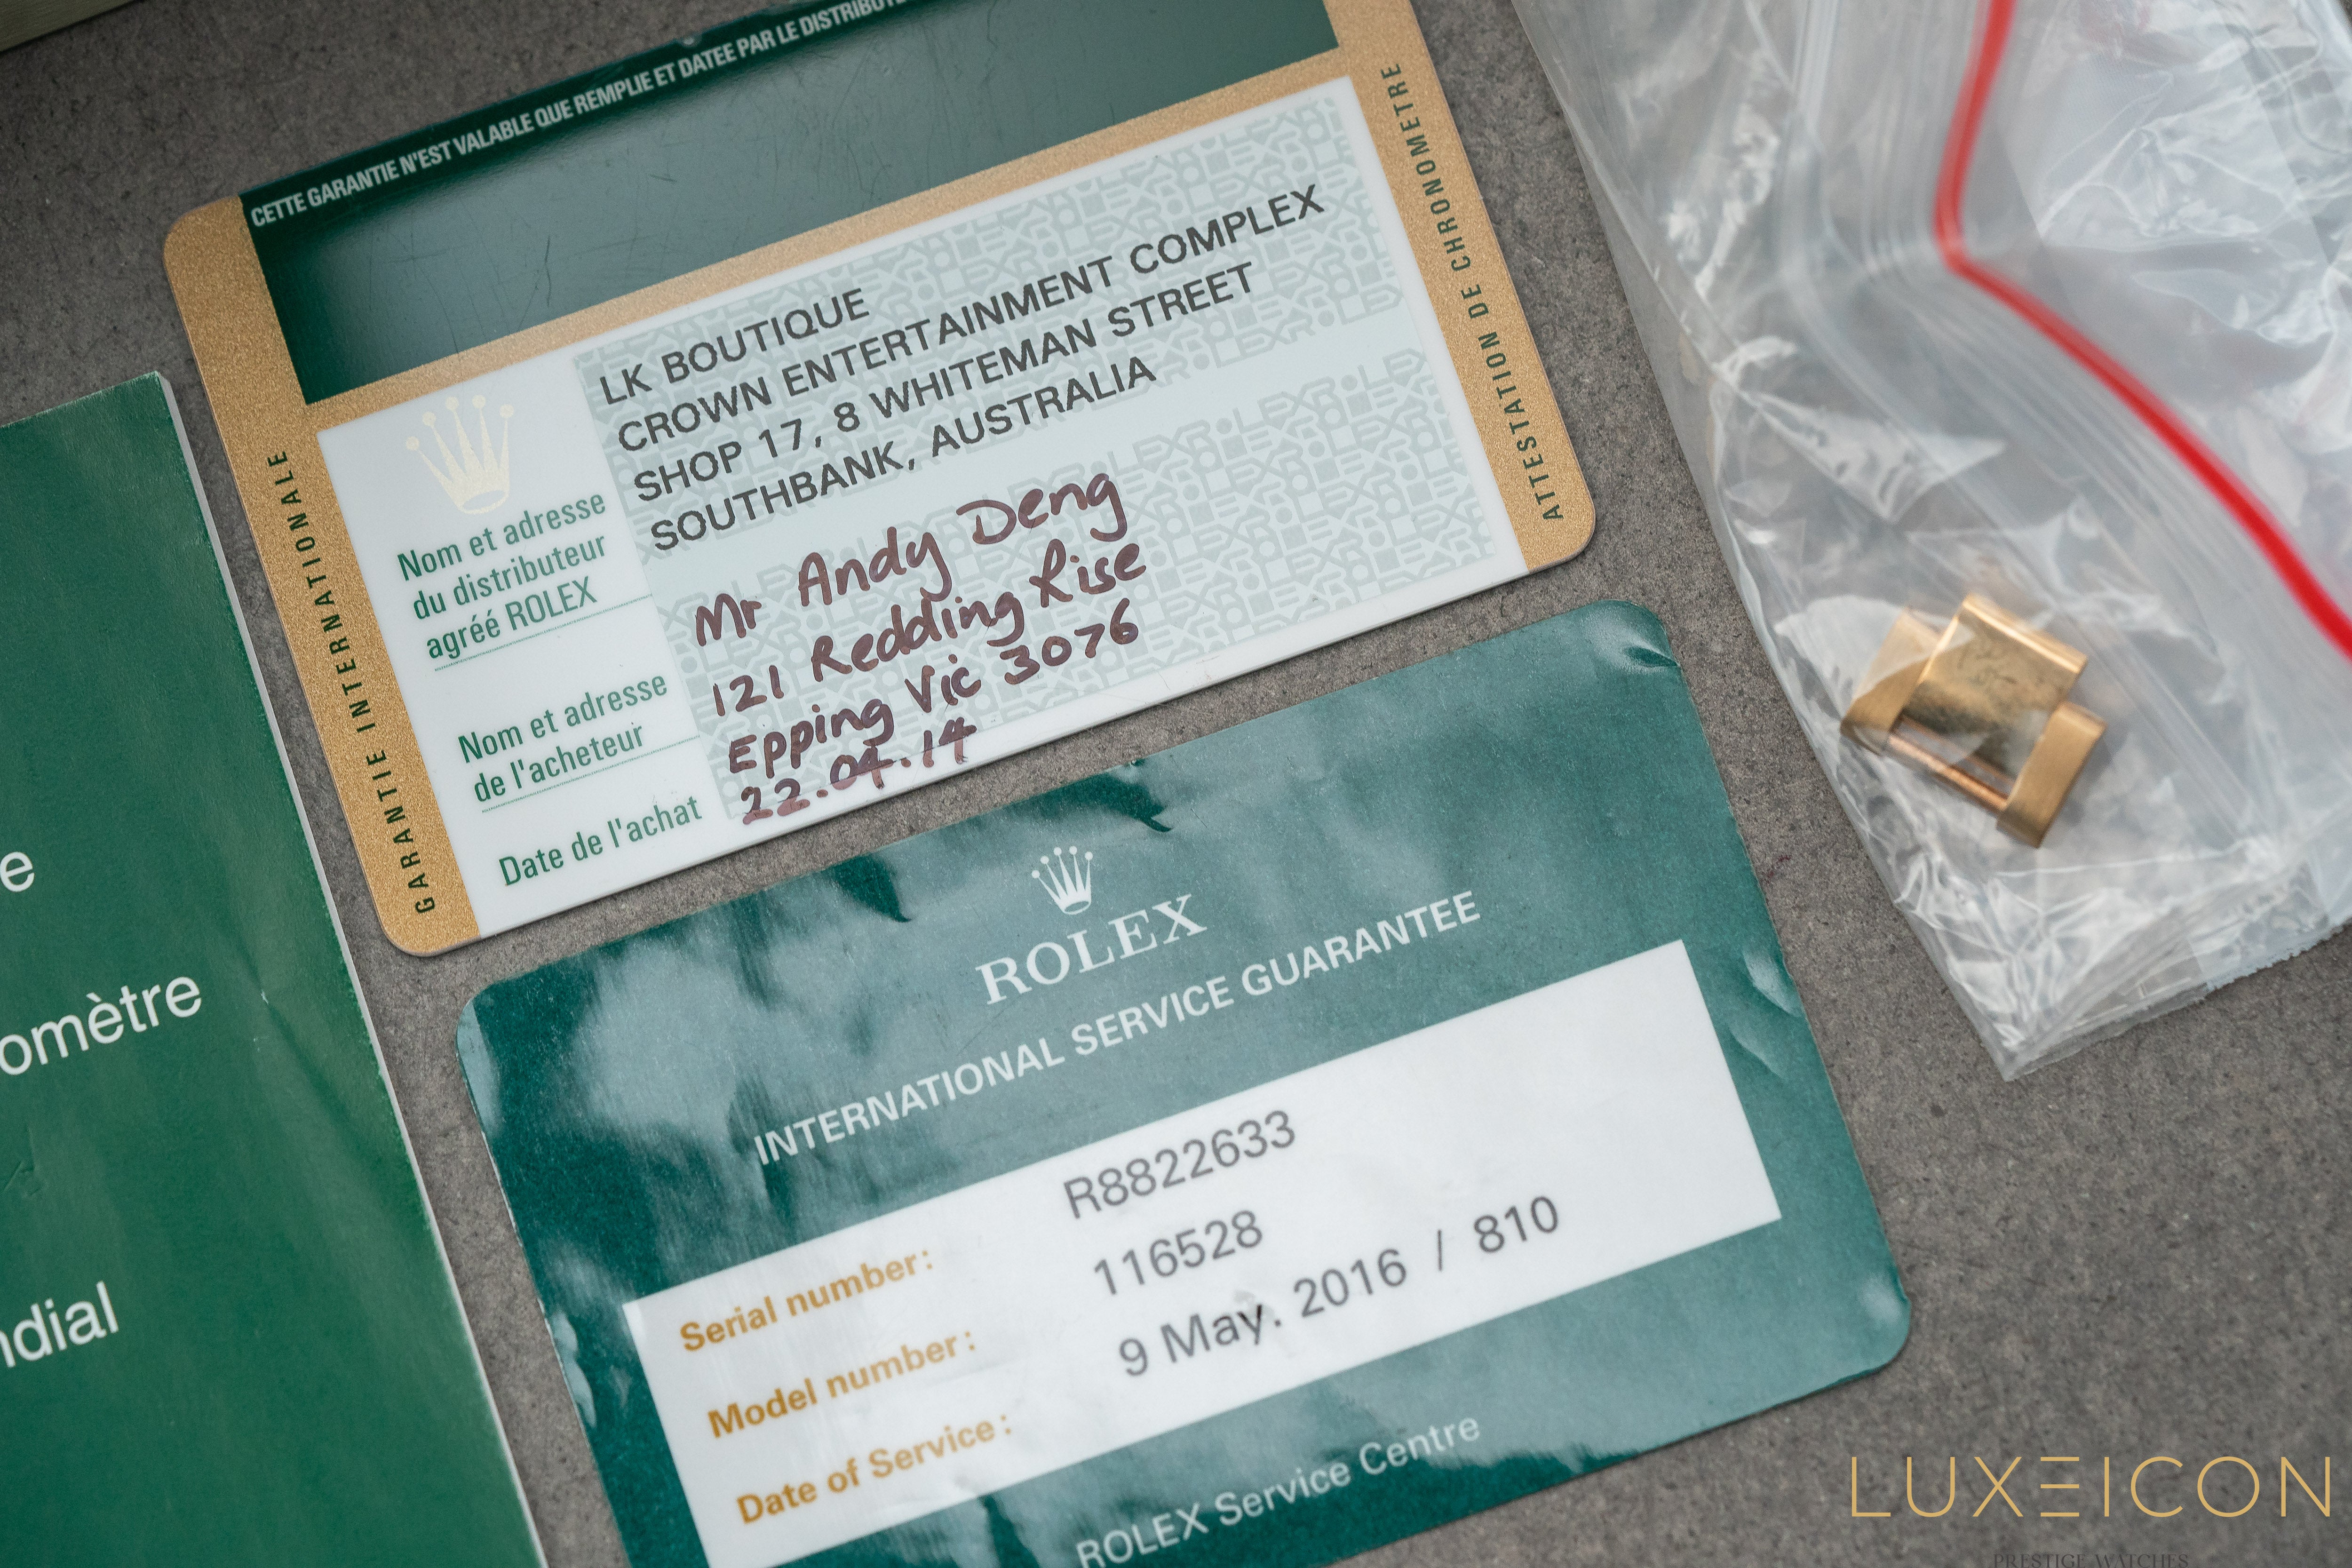 CETTE GARANTIE N'EST VALABLE QUE REMPLIE ET DATEE PAR LE
GARANTIE INTERNATIONALE
ATTESTATION DE CHRONOMETRE
LK BOUTIQUE
CROWN ENTERTAINMENT COMPLEX
SHOP 17, 8 WHITEMAN STREET
SOUTHBANK, AUSTRALIA
Nom et adresse
du distributeur
agréé ROLEX
Mr Andy Deng
121 Redding Rise
Epping Vic 3076
Nom et adresse
de l'acheteur
22.04.14
Date de l'achat
e
omètre
ndial
ROLEX
INTERNATIONAL SERVICE GUARANTEE
Serial number: R8822633
Model number: 116528
Date of Service: 9 May. 2016 / 810
ROLEX Service Centre
LUXEICON
PRESTIGE WATCHES